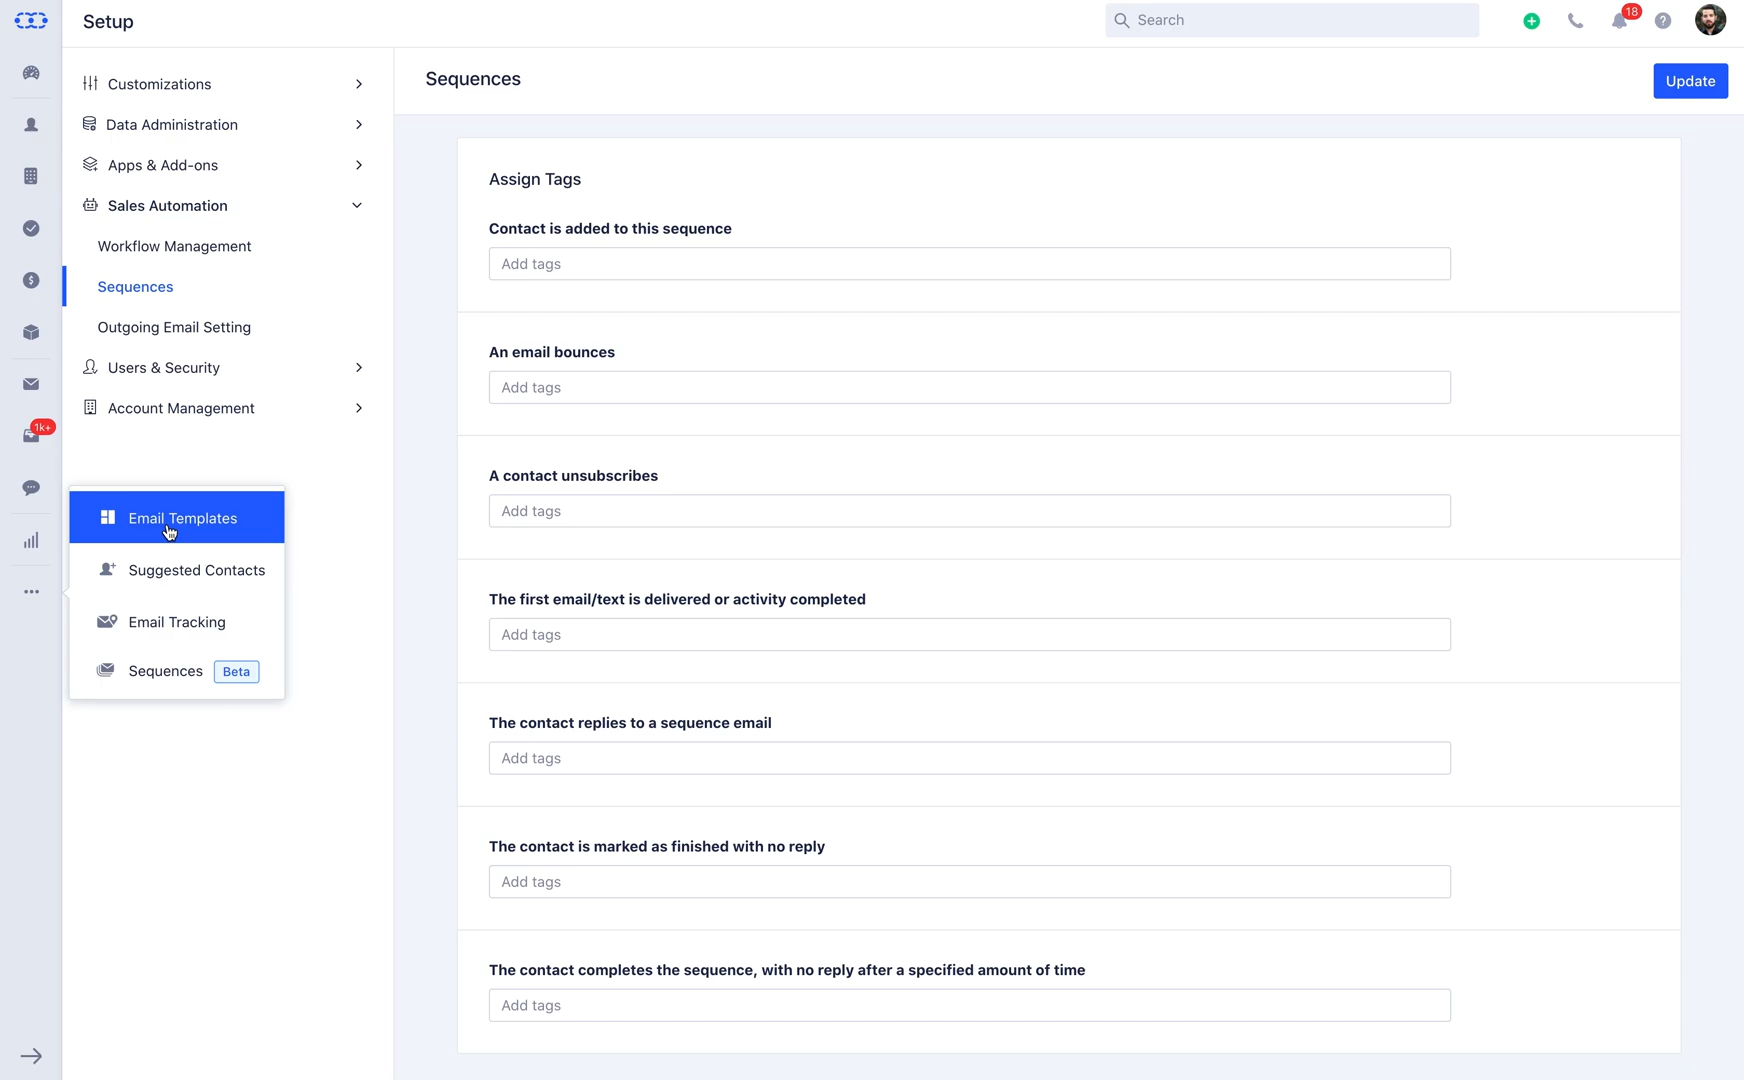 Setup
Search
18
Customizations
Data Administration
Apps & Add-ons
Sales Automation
Workflow Management
Sequences
Outgoing Email Setting
Users & Security
Account Management
1k+
Email Templates
Suggested Contacts
Email Tracking
Sequences Beta
Sequences
Update
Assign Tags
Contact is added to this sequence
Add tags
An email bounces
Add tags
A contact unsubscribes
Add tags
The first email/text is delivered or activity completed
Add tags
The contact replies to a sequence email
Add tags
The contact is marked as finished with no reply
Add tags
The contact completes the sequence, with no reply after a specified amount of time
Add tags